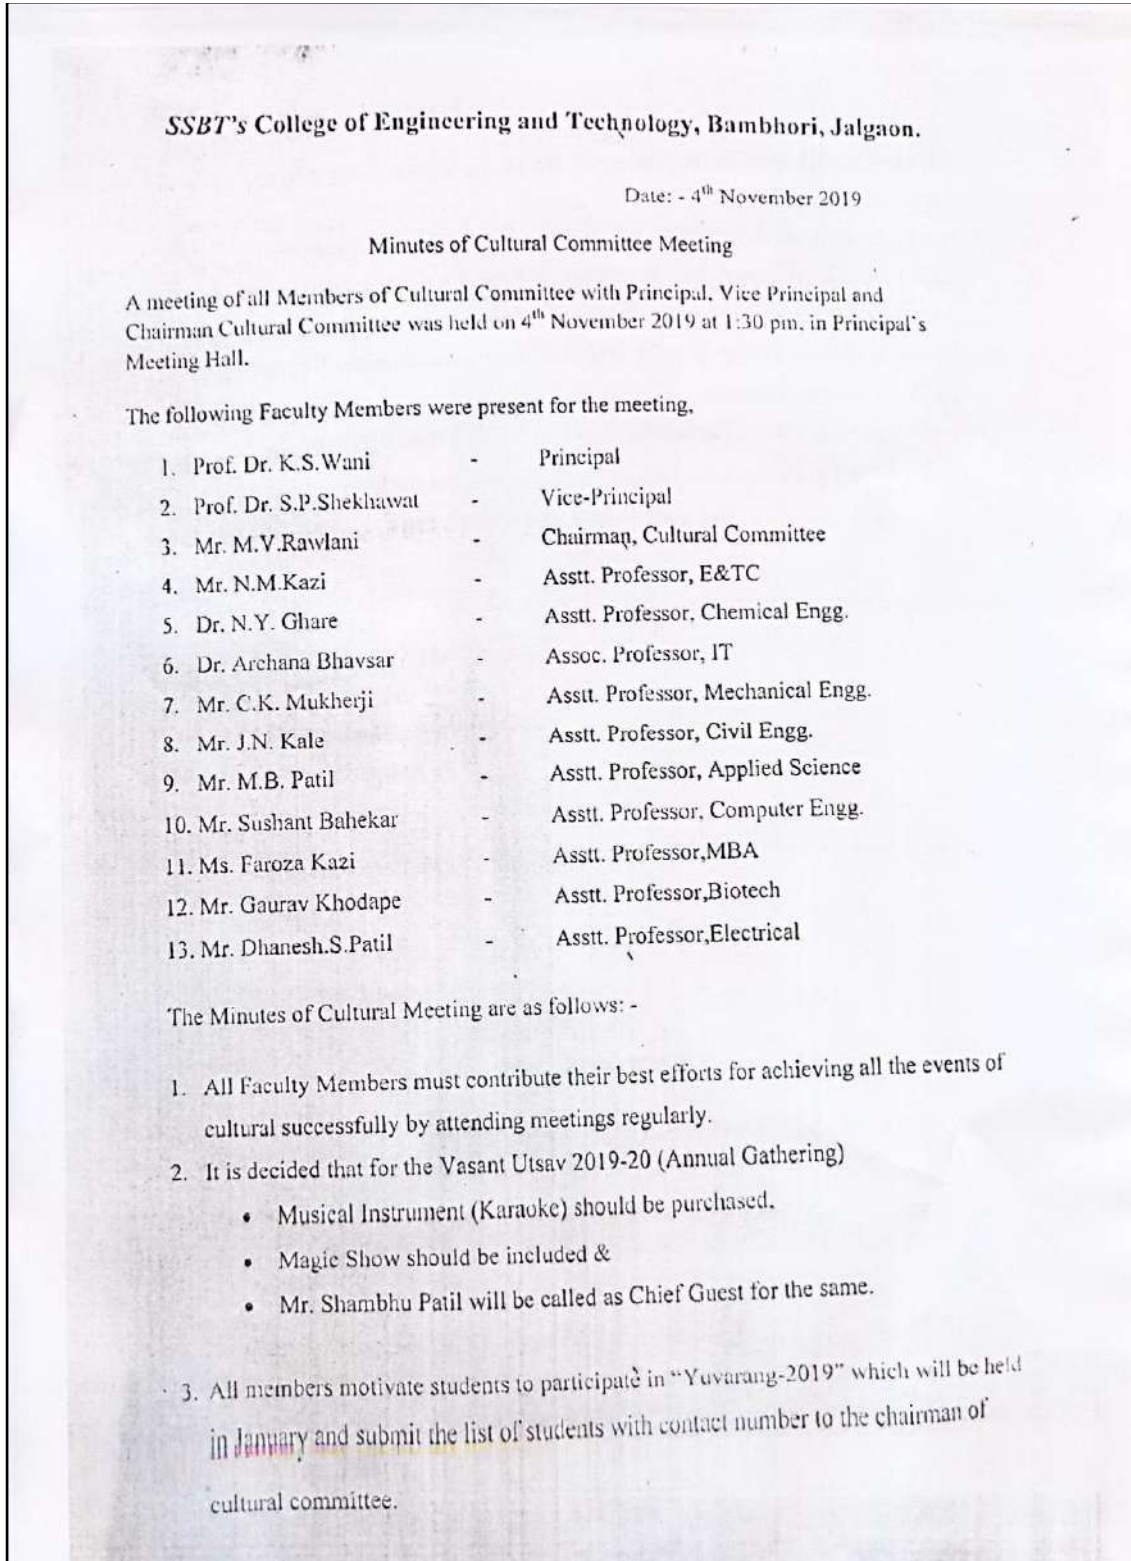 SSBT's College of Engineering and Technology, Bambhori, Jalgaon.
Date: - 4th November 2019
Minutes of Cultural Committee Meeting
A meeting of all Members of Cultural Committee with Principal, Vice Principal and
Chairman Cultural Committee was held on 4th November 2019 at 1:30 pm. in Principal's
Meeting Hall.
The following Faculty Members were present for the meeting,
1. Prof. Dr. K.S.Wani - Principal
2. Prof. Dr. S.P.Shekhawat - Vice-Principal
3. Mr. M.V.Rawlani - Chairman, Cultural Committee
4. Mr. N.M.Kazi - Asstt. Professor, E&TC
5. Dr. N.Y. Ghare - Asstt. Professor, Chemical Engg.
6. Dr. Archana Bhavsar - Assoc. Professor, IT
7. Mr. C.K. Mukherji - Asstt. Professor, Mechanical Engg.
8. Mr. J.N. Kale - Asstt. Professor, Civil Engg.
9. Mr. M.B. Patil - Asstt. Professor, Applied Science
10. Mr. Sushant Bahekar - Asstt. Professor, Computer Engg.
11. Ms. Faroza Kazi - Asstt. Professor,MBA
12. Mr. Gaurav Khodape - Asstt. Professor,Biotech
13. Mr. Dhanesh.S.Patil - Asstt. Professor,Electrical
The Minutes of Cultural Meeting are as follows: -
1. All Faculty Members must contribute their best efforts for achieving all the events of
cultural successfully by attending meetings regularly.
2. It is decided that for the Vasant Utsav 2019-20 (Annual Gathering)
• Musical Instrument (Karaoke) should be purchased.
• Magic Show should be included &
• Mr. Shambhu Patil will be called as Chief Guest for the same.
3. All members motivate students to participate in "Yuvarang-2019" which will be held
in January and submit the list of students with contact number to the chairman of
cultural committee.